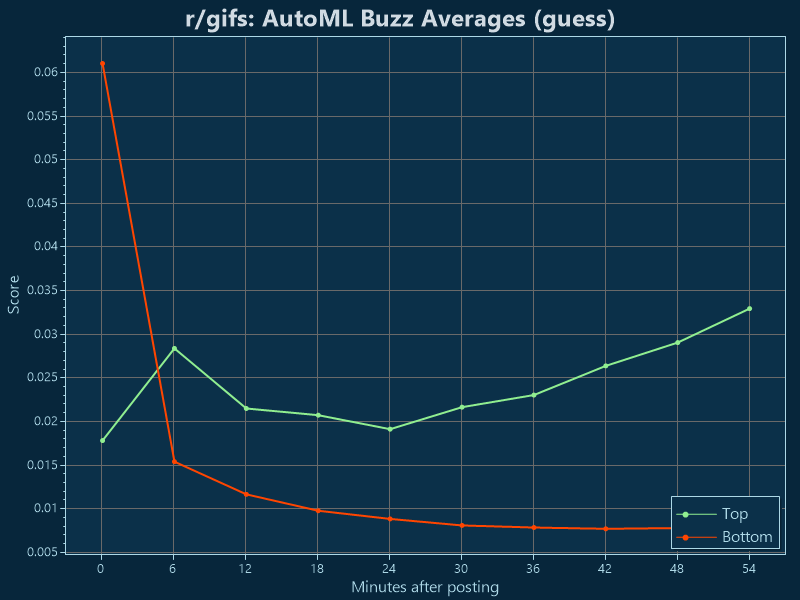 r/gifs: AutoML Buzz Averages (guess)
0.06
0.055
0.05
0.045
0.04
0.035
0.03
0.025
0.02
0.015
0.01
0.005
Score
Top
Bottom
0 6 12 18 24 30 36 42 48 54
Minutes after posting